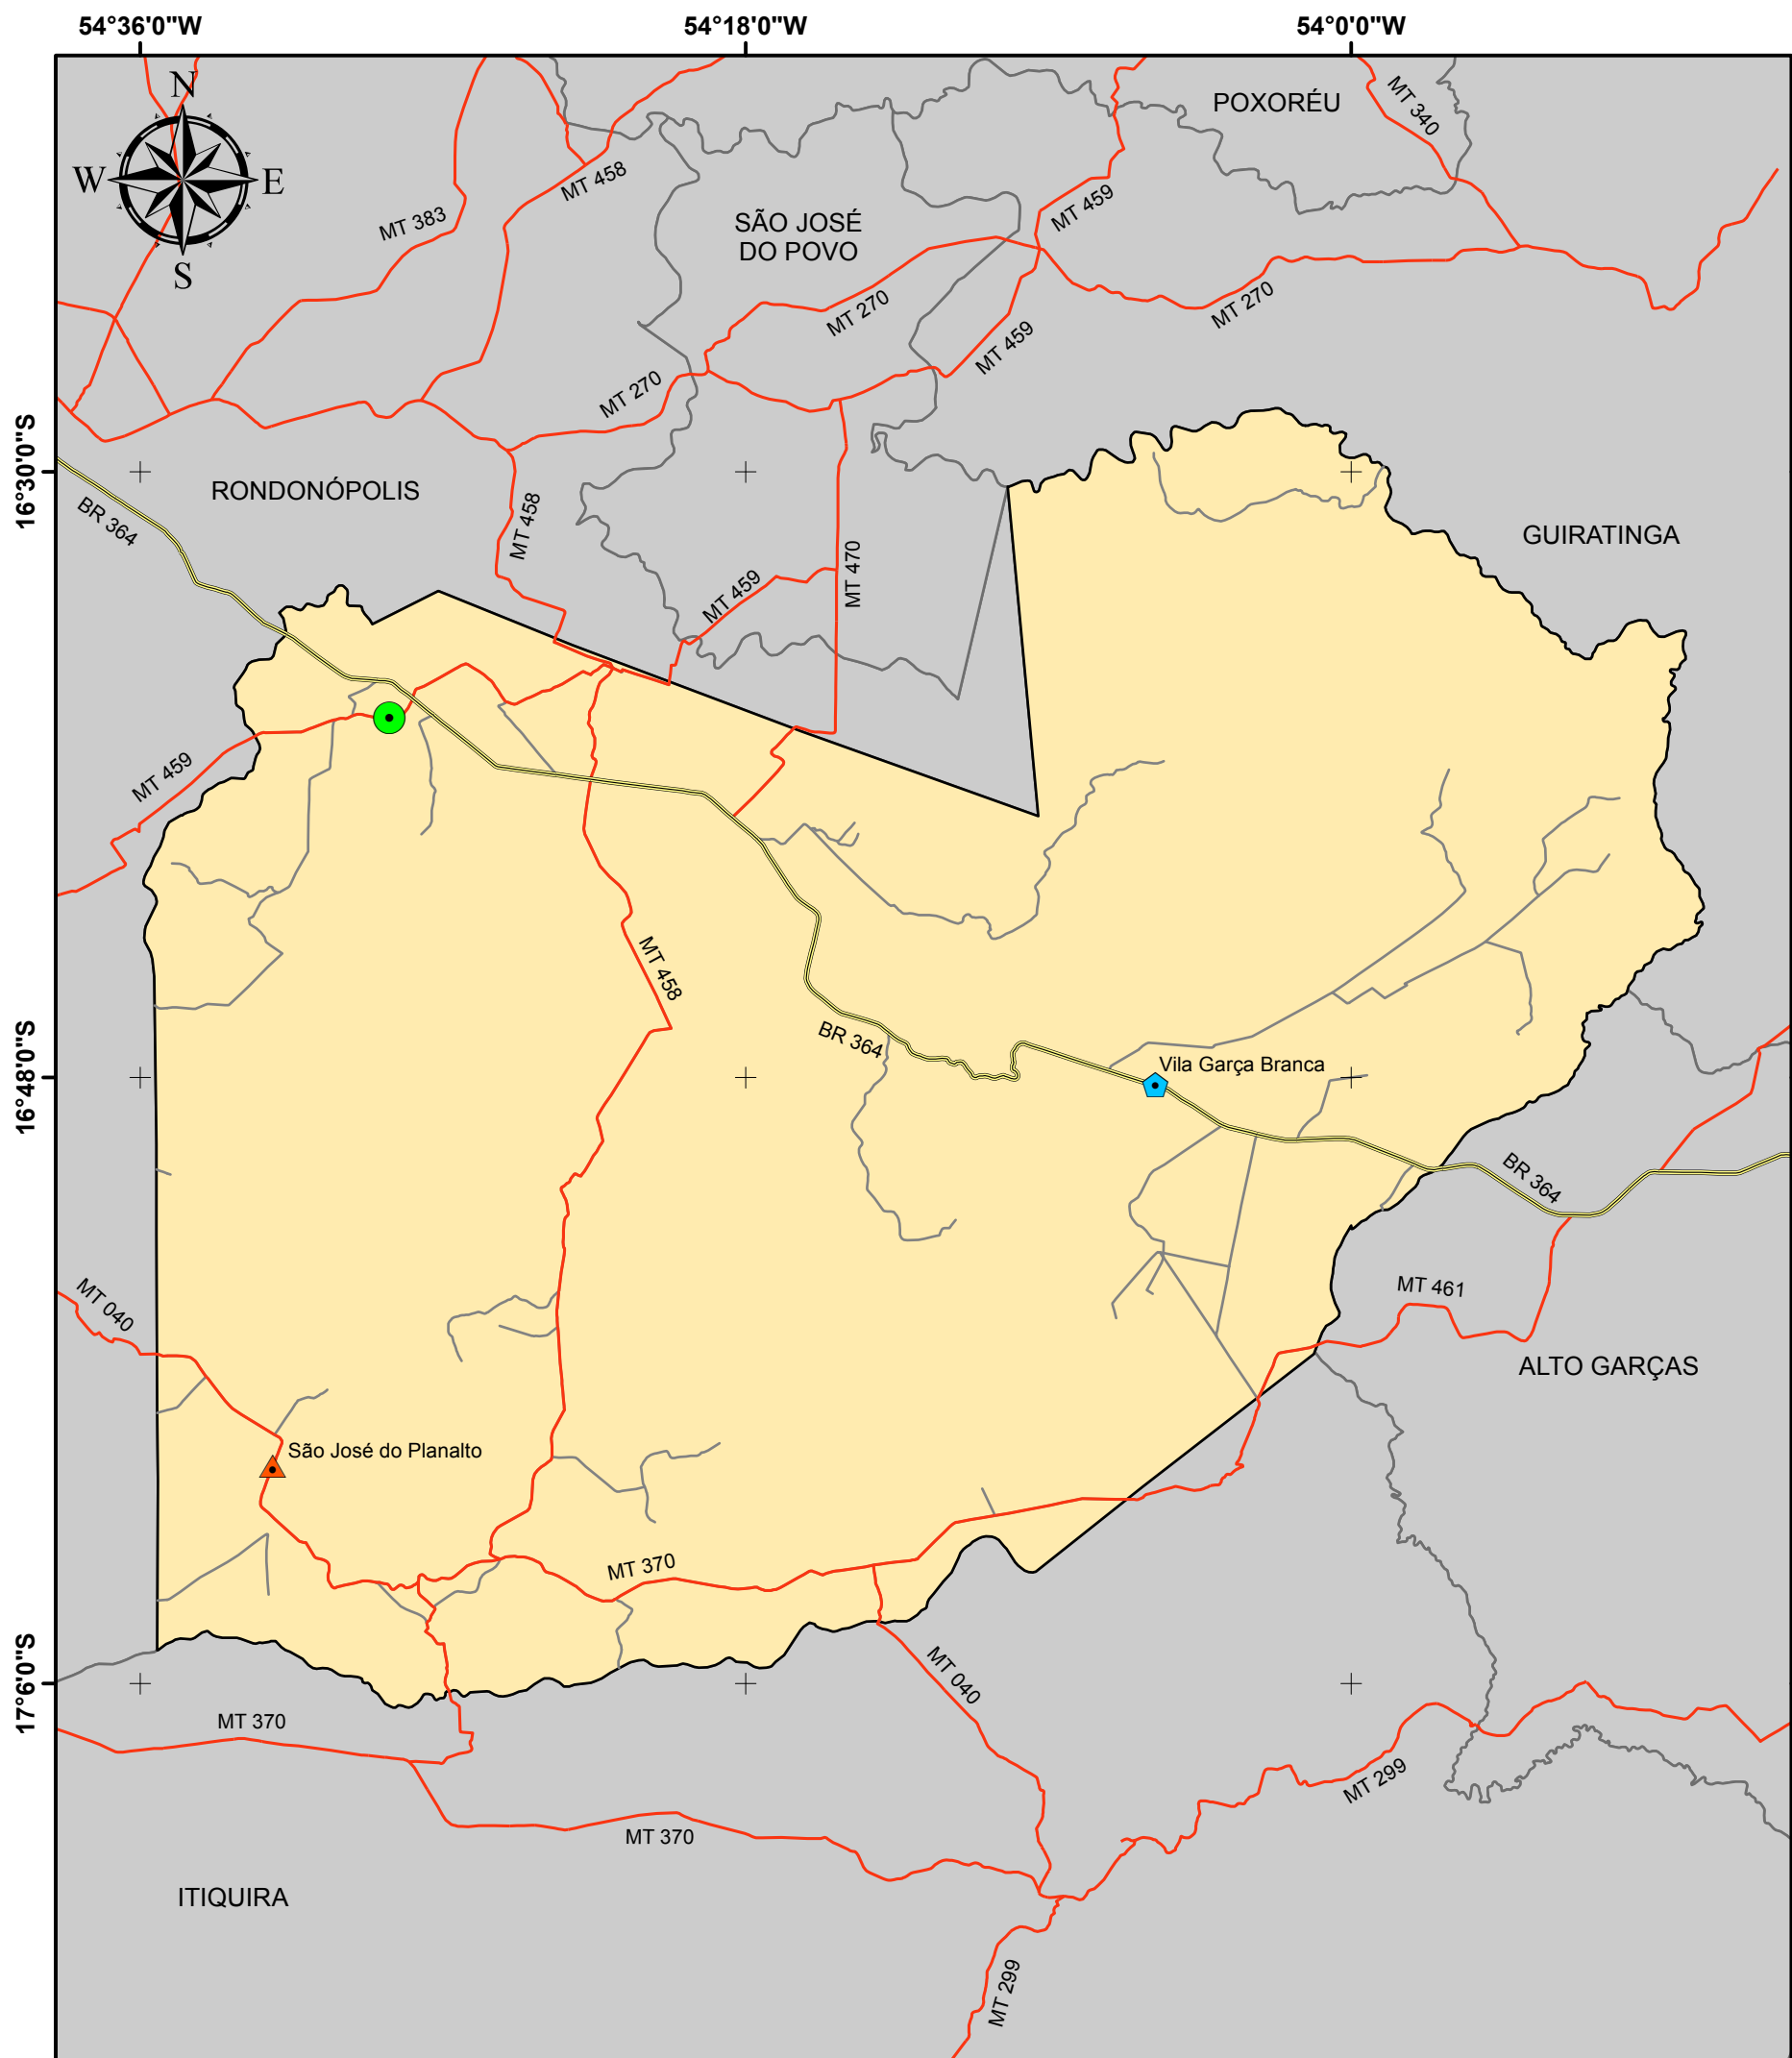 54°36'0"W
54°18'0"W
54°0'0"W
N
W
E
S
POXORÉU
MT 340
MT 458
MT 459
MT 383
SÃO JOSÉ
DO POVO
MT 270
MT 270
MT 459
MT 270
16°30'0"S
RONDONÓPOLIS
BR 364
MT 458
GUIRATINGA
MT 470
MT 459
MT 459
MT 458
BR 364
16°48'0"S
Vila Garça Branca
BR 364
MT 040
MT 461
ALTO GARÇAS
São José do Planalto
MT 370
17°6'0"S
MT 040
MT 370
MT 299
MT 370
ITIQUIRA
MT 299